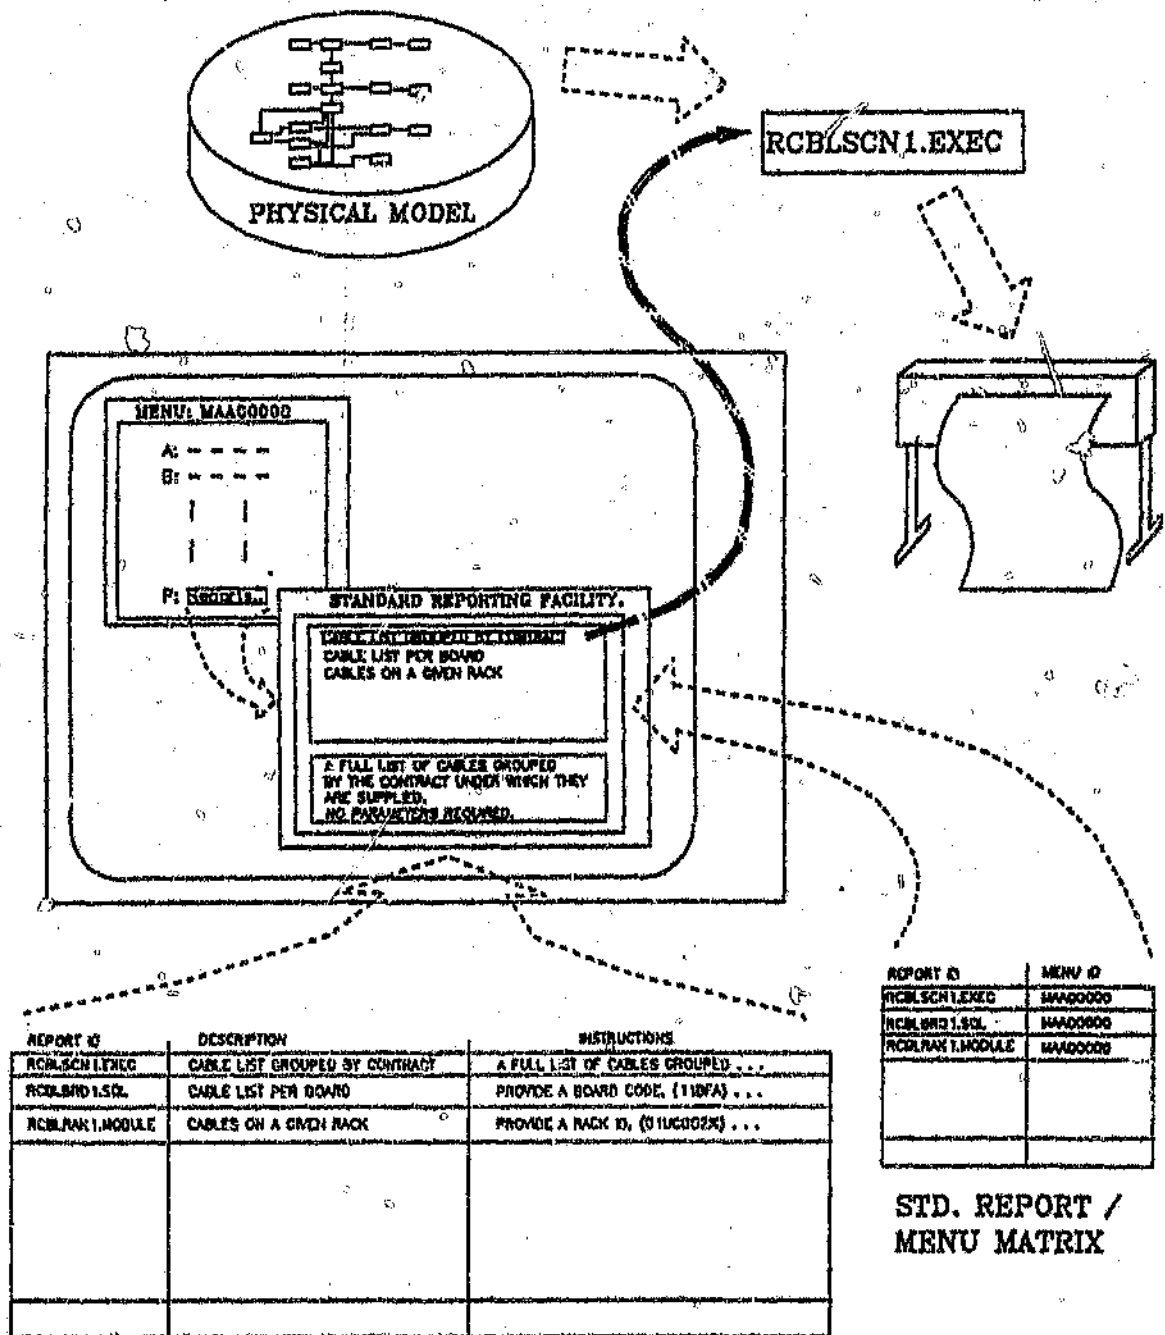 PHYSICAL MODEL
RCBLSCN1.EXEC
MENU: MAA00000
A:
B:
P: Reports..
STANDARD REPORTING FACILITY.
CABLE LIST GROUPED BY CONTRACT
CABLE LIST PER BOARD
CABLES ON A GIVEN RACK
A FULL LIST OF CABLES GROUPED
BY THE CONTRACT UNDER WHICH THEY
ARE SUPPLIED.
NO PARAMETERS REQUIRED.
REPORT ID MENU ID
RCBLSCN1.EXEC MAA00000
RCBLBRD1.SQL MAA00000
RCBLRAK1.MODULE MAA00000
STD. REPORT /
MENU MATRIX
REPORT ID DESCRIPTION INSTRUCTIONS
RCBLSCN1.EXEC CABLE LIST GROUPED BY CONTRACT A FULL LIST OF CABLES GROUPED ...
RCBLBRD1.SQL CABLE LIST PER BOARD PROVIDE A BOARD CODE, (11DFA) ...
RCBLRAK1.MODULE CABLES ON A GIVEN RACK PROVIDE A RACK ID, (01UC002X) ...